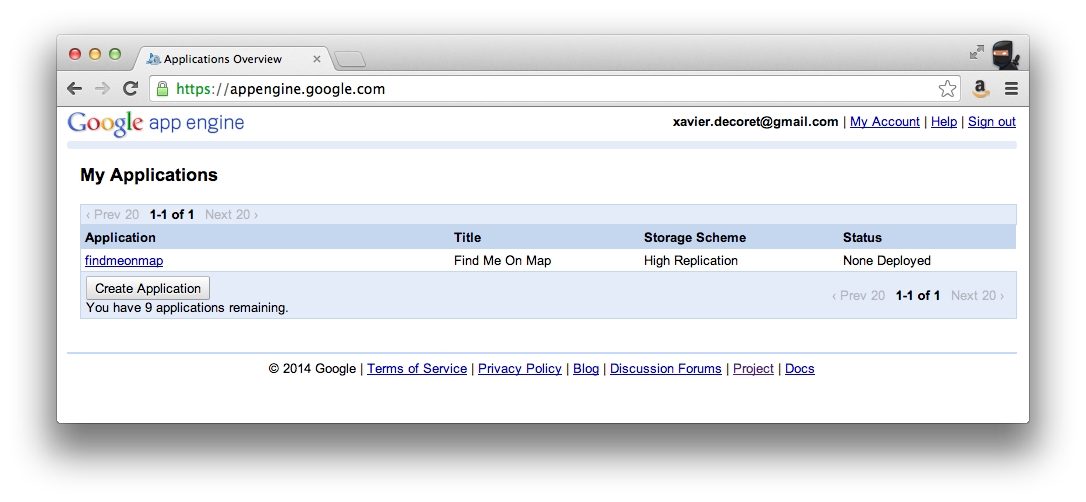 Applications Overview
https://appengine.google.com
Google app engine
xavier.decoret@gmail.com | My Account | Help | Sign out
My Applications
‹ Prev 20 1-1 of 1 Next 20 ›
Application Title Storage Scheme Status
findmeonmap Find Me On Map High Replication None Deployed
Create Application
You have 9 applications remaining.
‹ Prev 20 1-1 of 1 Next 20 ›
© 2014 Google | Terms of Service | Privacy Policy | Blog | Discussion Forums | Project | Docs